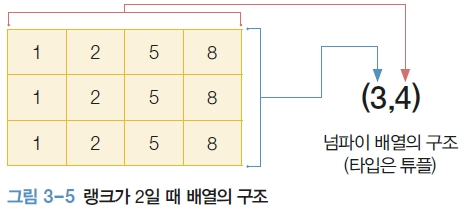 1 2 5 8
1 2 5 8
1 2 5 8
(3,4)
넘파이 배열의 구조
(타입은 튜플)
그림 3-5 랭크가 2일 때 배열의 구조